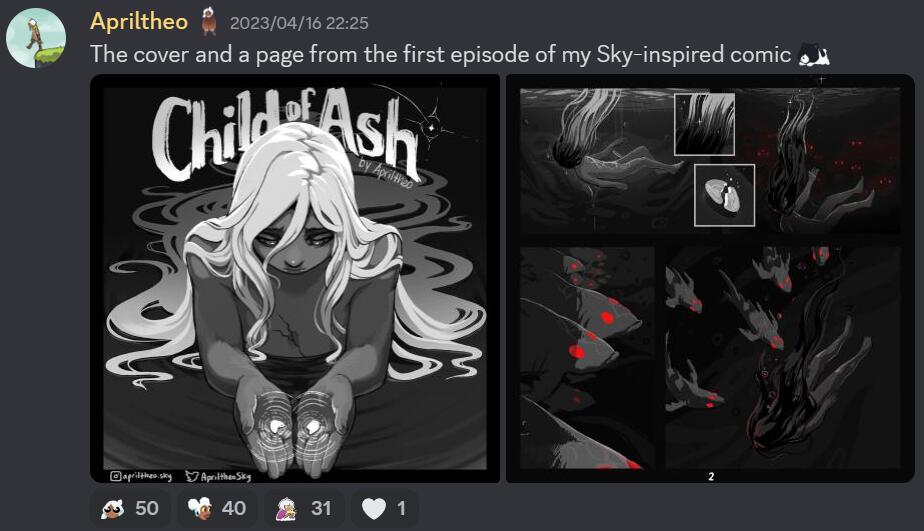 Apriltheo 2023/04/16 22:25
The cover and a page from the first episode of my Sky-inspired comic
Child of Ash
by Apriltheo
apriltheo.sky ApriltheoSky
2
50 40 31 1